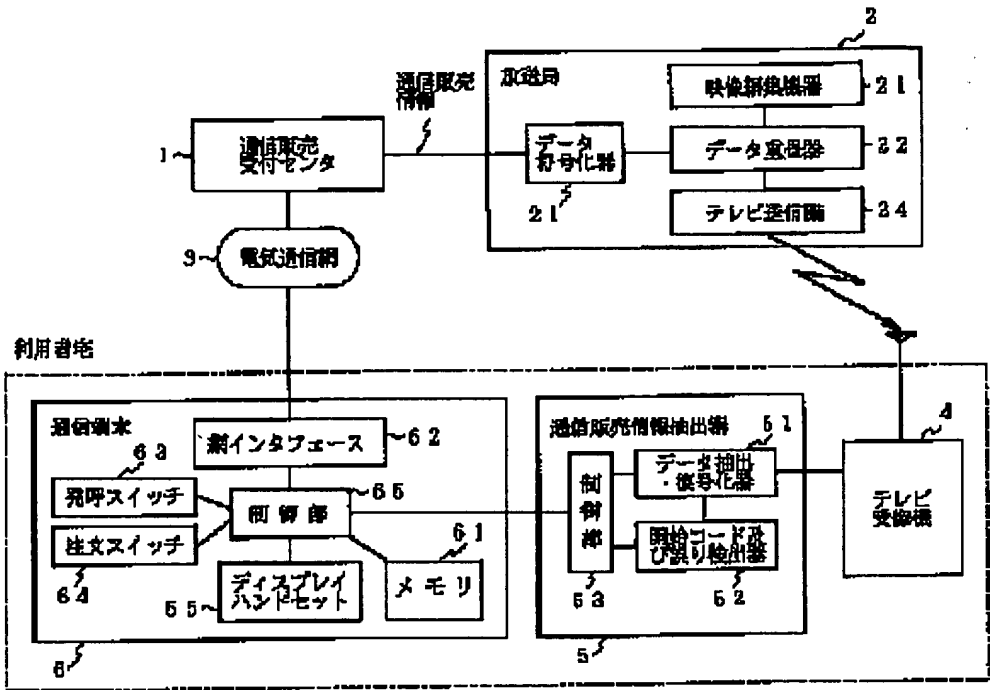 2
放送局
通信販売
情報
映像編集機器
21
1
通信販売
受付センタ
データ
符号化器
21
データ重畳器
22
テレビ送信機
24
3
電気通信網
利用者宅
通信端末
網インタフェース
62
63
発呼スイッチ
制御部
65
注文スイッチ
64
61
メモリ
ディスプレイ
ハンドセット
55
6
通信販売情報抽出器
51
データ抽出
・復号化器
制御部
53
開始コード及
び誤り検出器
52
5
4
テレビ
受像機